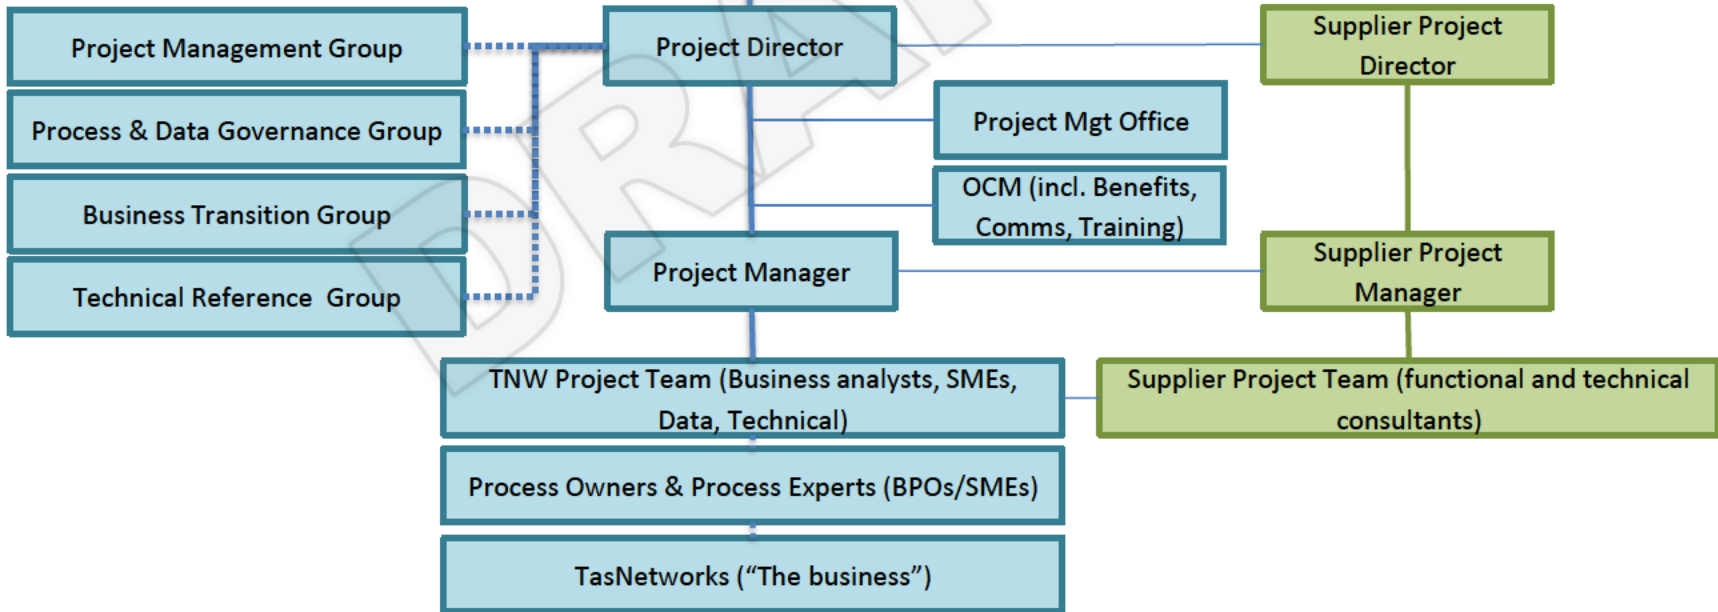 Project Management Group
Project Director
Supplier Project
Director
Process & Data Governance Group
Project Mgt Office
Business Transition Group
OCM (incl. Benefits,
Comms, Training)
Technical Reference Group
Project Manager
Supplier Project
Manager
TNW Project Team (Business analysts, SMEs,
Data, Technical)
Supplier Project Team (functional and technical
consultants)
Process Owners & Process Experts (BPOs/SMEs)
TasNetworks (“The business”)
DRA